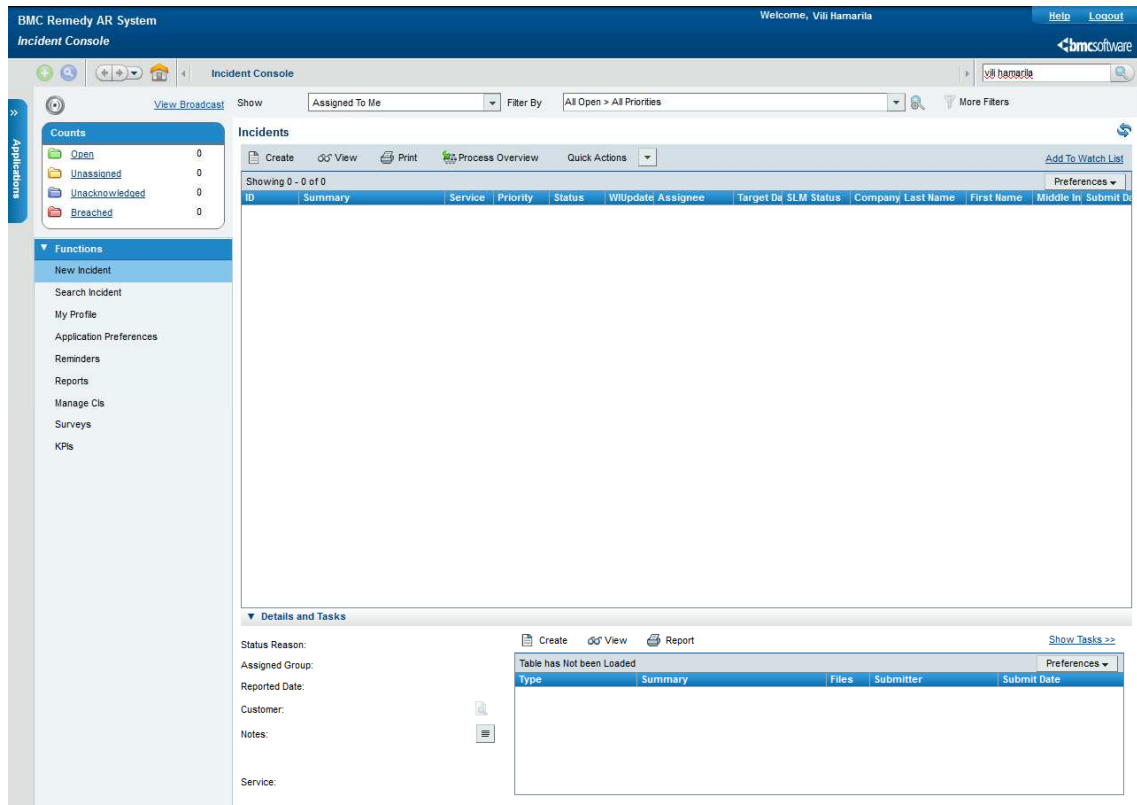 BMC Remedy AR System
Welcome, Vili Hamarila
Help Logout
Incident Console
bmcsoftware
Incident Console
vili hamarila
Applications
View Broadcast
Show Assigned To Me Filter By All Open > All Priorities More Filters
Counts
Open 0
Unassigned 0
Unacknowledged 0
Breached 0
Functions
New Incident
Search Incident
My Profile
Application Preferences
Reminders
Reports
Manage CIs
Surveys
KPIs
Incidents
Create View Print Process Overview Quick Actions Add To Watch List
Showing 0 - 0 of 0 Preferences
ID Summary Service Priority Status WIUpdate Assignee Target Da SLM Status Company Last Name First Name Middle In Submit Da
Details and Tasks
Status Reason:
Assigned Group:
Reported Date:
Customer:
Notes:
Service:
Create View Report Show Tasks >>
Table has Not been Loaded Preferences
Type Summary Files Submitter Submit Date